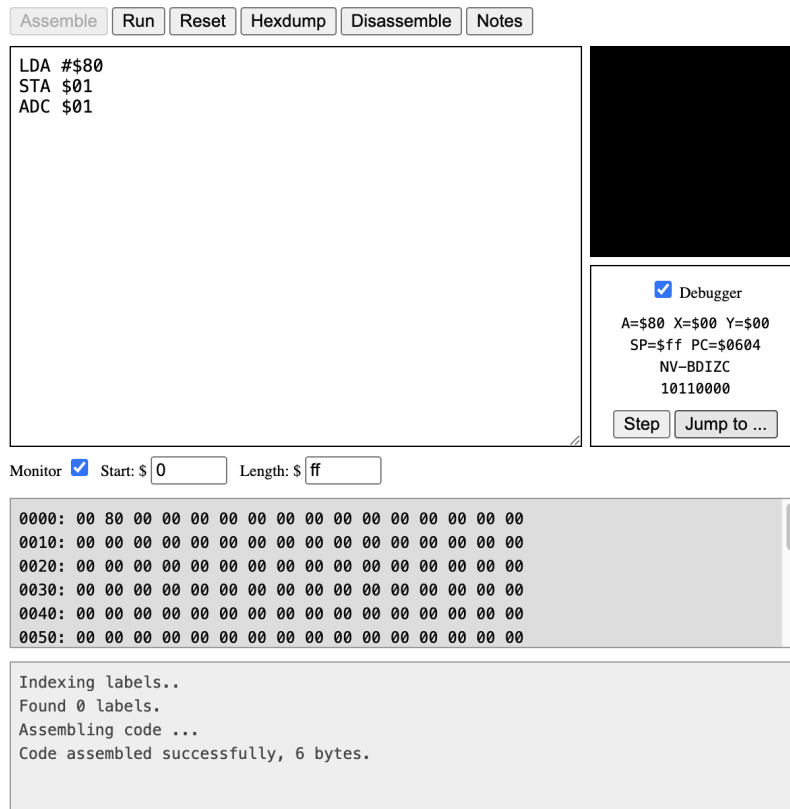 Assemble Run Reset Hexdump Disassemble Notes
LDA #$80
STA $01
ADC $01
Debugger
A=$80 X=$00 Y=$00
SP=$ff PC=$0604
NV-BDIZC
10110000
Step Jump to ...
Monitor Start: $ 0 Length: $ ff
0000: 00 80 00 00 00 00 00 00 00 00 00 00 00 00 00 00
0010: 00 00 00 00 00 00 00 00 00 00 00 00 00 00 00 00
0020: 00 00 00 00 00 00 00 00 00 00 00 00 00 00 00 00
0030: 00 00 00 00 00 00 00 00 00 00 00 00 00 00 00 00
0040: 00 00 00 00 00 00 00 00 00 00 00 00 00 00 00 00
0050: 00 00 00 00 00 00 00 00 00 00 00 00 00 00 00 00
Indexing labels..
Found 0 labels.
Assembling code ...
Code assembled successfully, 6 bytes.